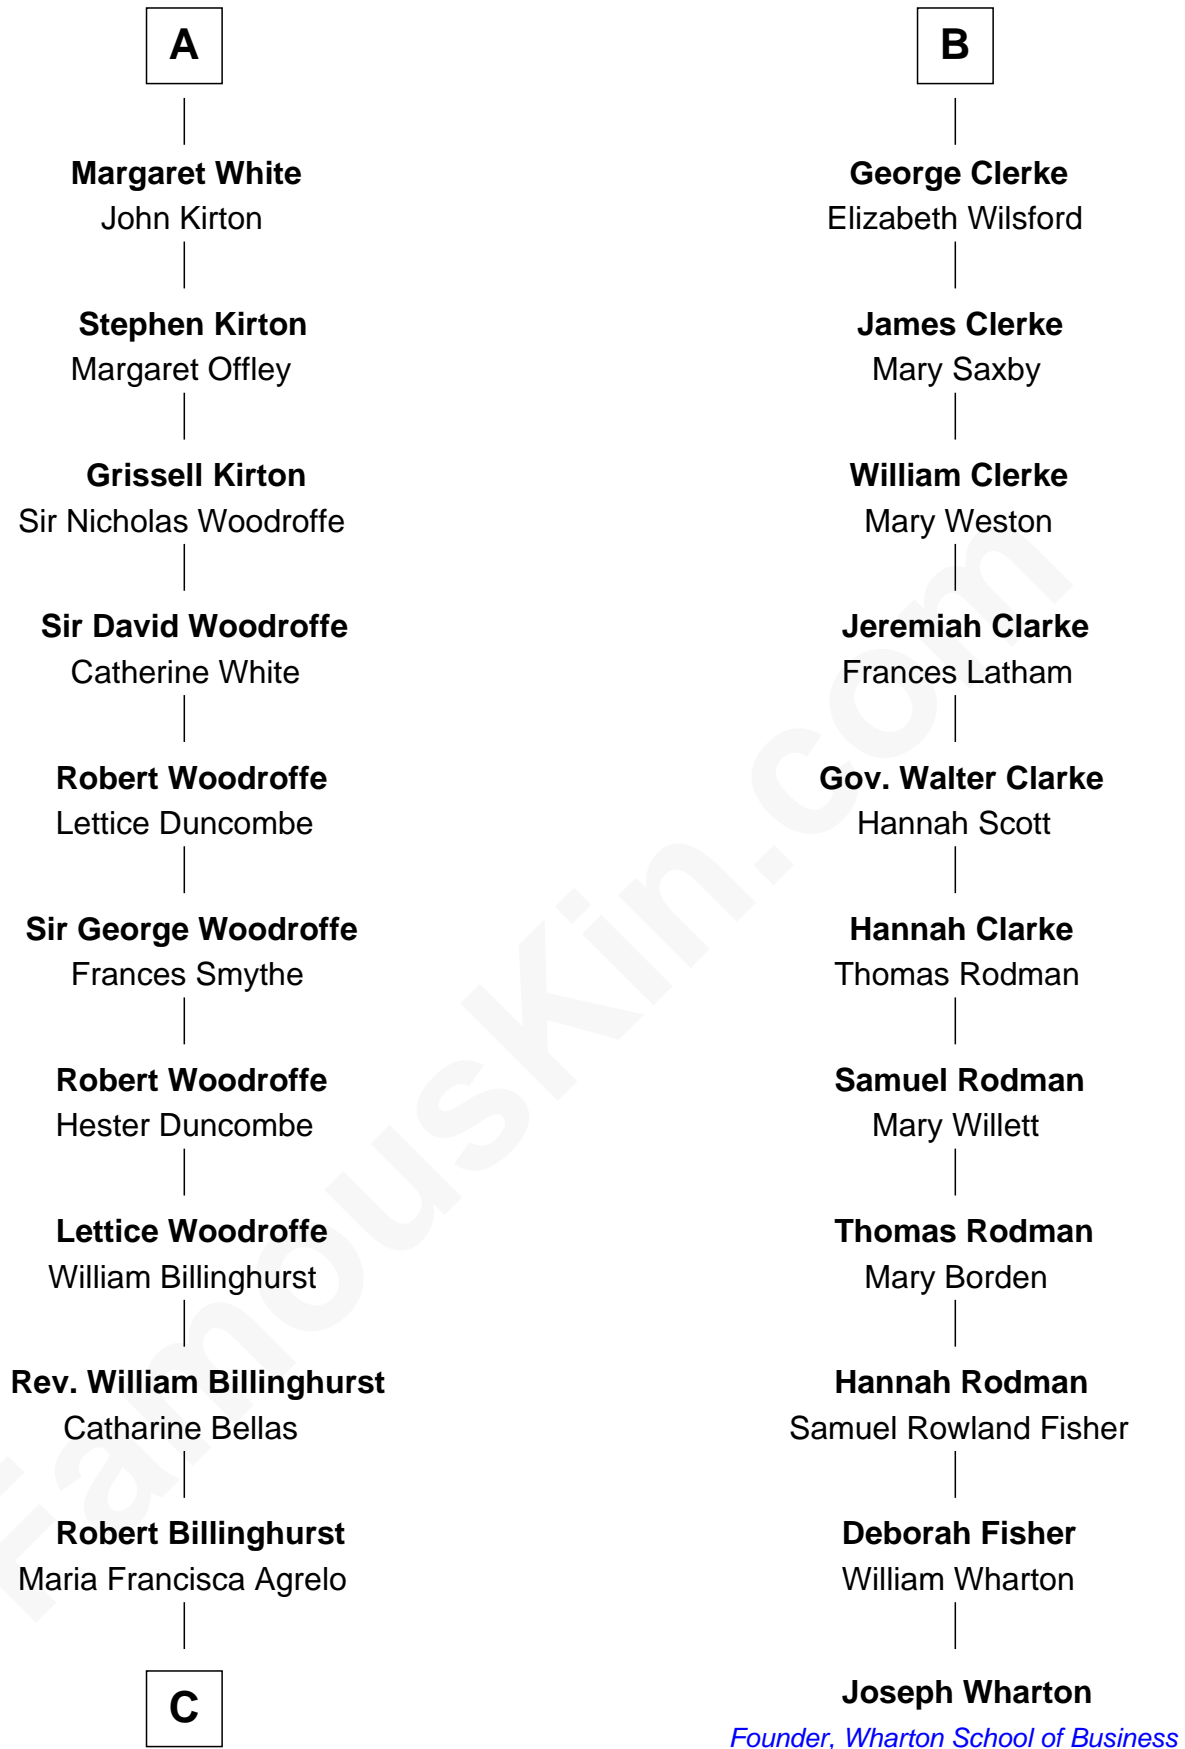 A
Margaret White
John Kirton
Stephen Kirton
Margaret Offley
Grissell Kirton
Sir Nicholas Woodroffe
Sir David Woodroffe
Catherine White
Robert Woodroffe
Lettice Duncombe
Sir George Woodroffe
Frances Smythe
Robert Woodroffe
Hester Duncombe
Lettice Woodroffe
William Billinghurst
Rev. William Billinghurst
Catharine Bellas
Robert Billinghurst
Maria Francisca Agrelo
C
B
George Clerke
Elizabeth Wilsford
James Clerke
Mary Saxby
William Clerke
Mary Weston
Jeremiah Clarke
Frances Latham
Gov. Walter Clarke
Hannah Scott
Hannah Clarke
Thomas Rodman
Samuel Rodman
Mary Willett
Thomas Rodman
Mary Borden
Hannah Rodman
Samuel Rowland Fisher
Deborah Fisher
William Wharton
Joseph Wharton
Founder, Wharton School of Business
FamousKin.com